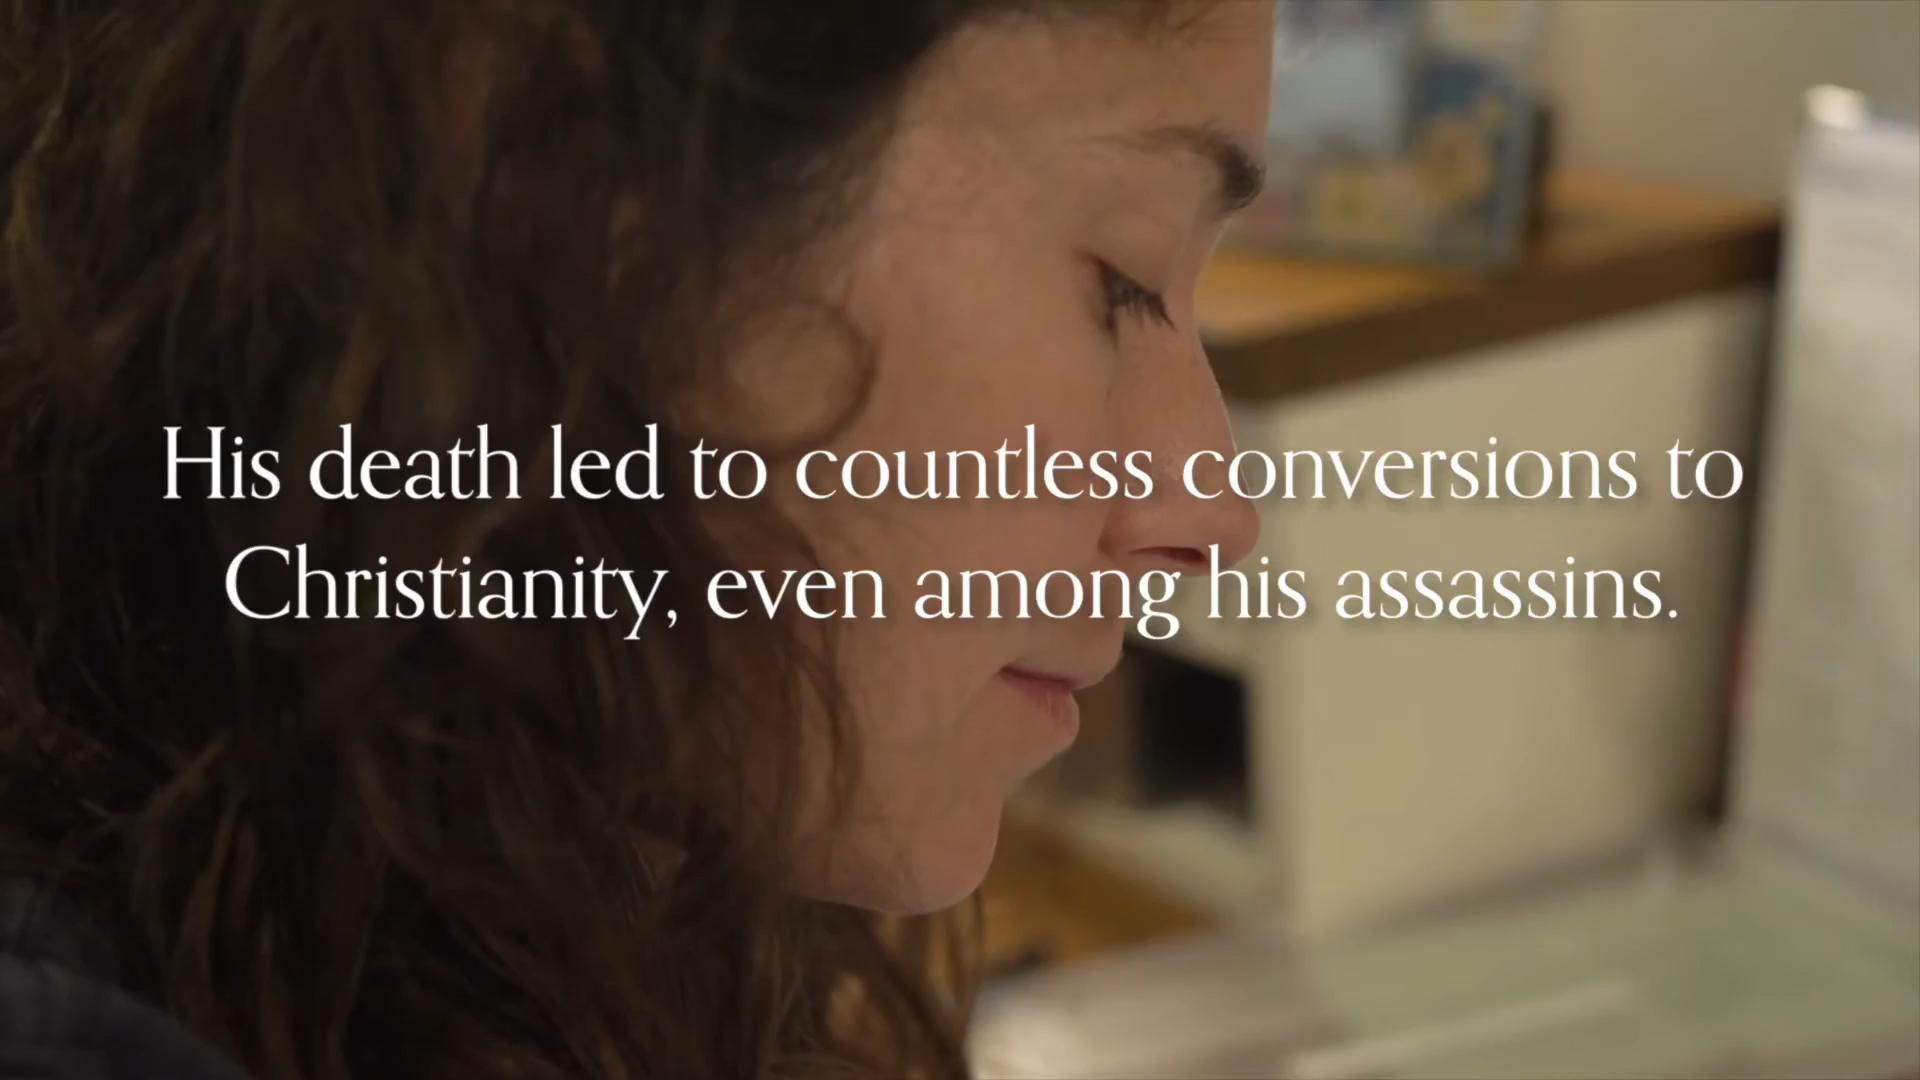 His death led to countless conversions to
Christianity, even among his assassins.